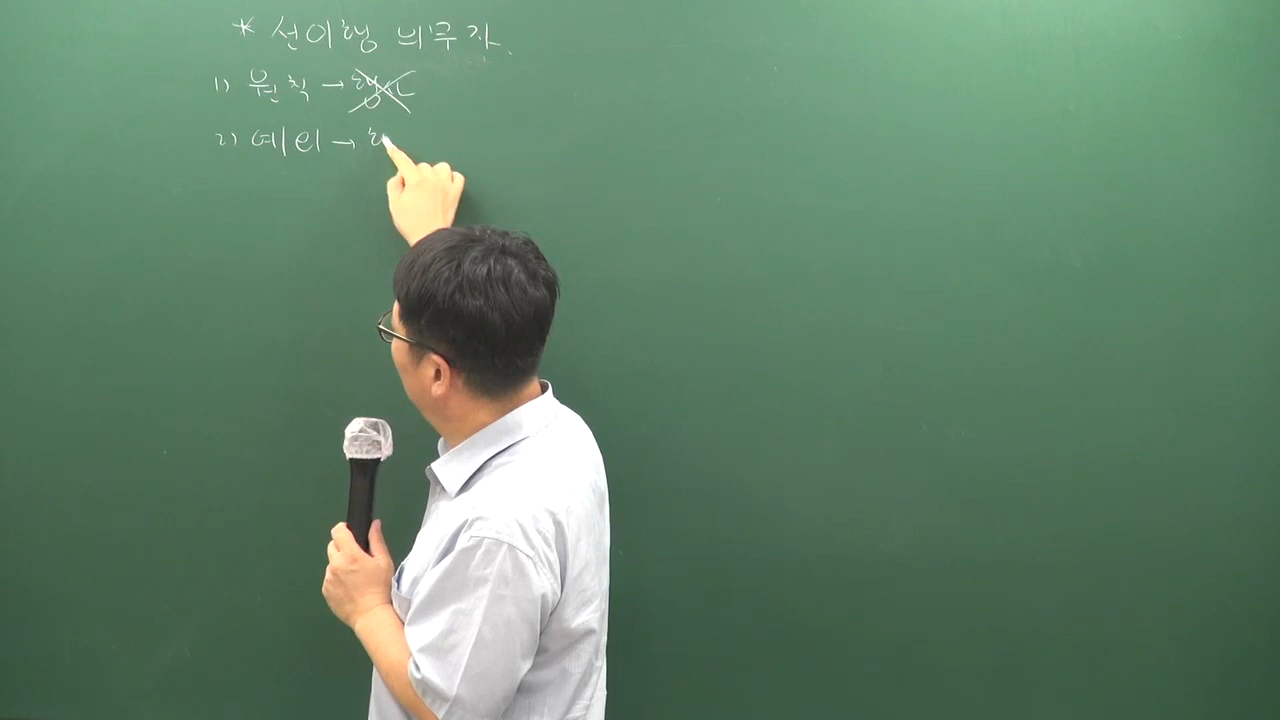 * 선이행 의무자.
1) 원칙 → 항변
2) 예외 →